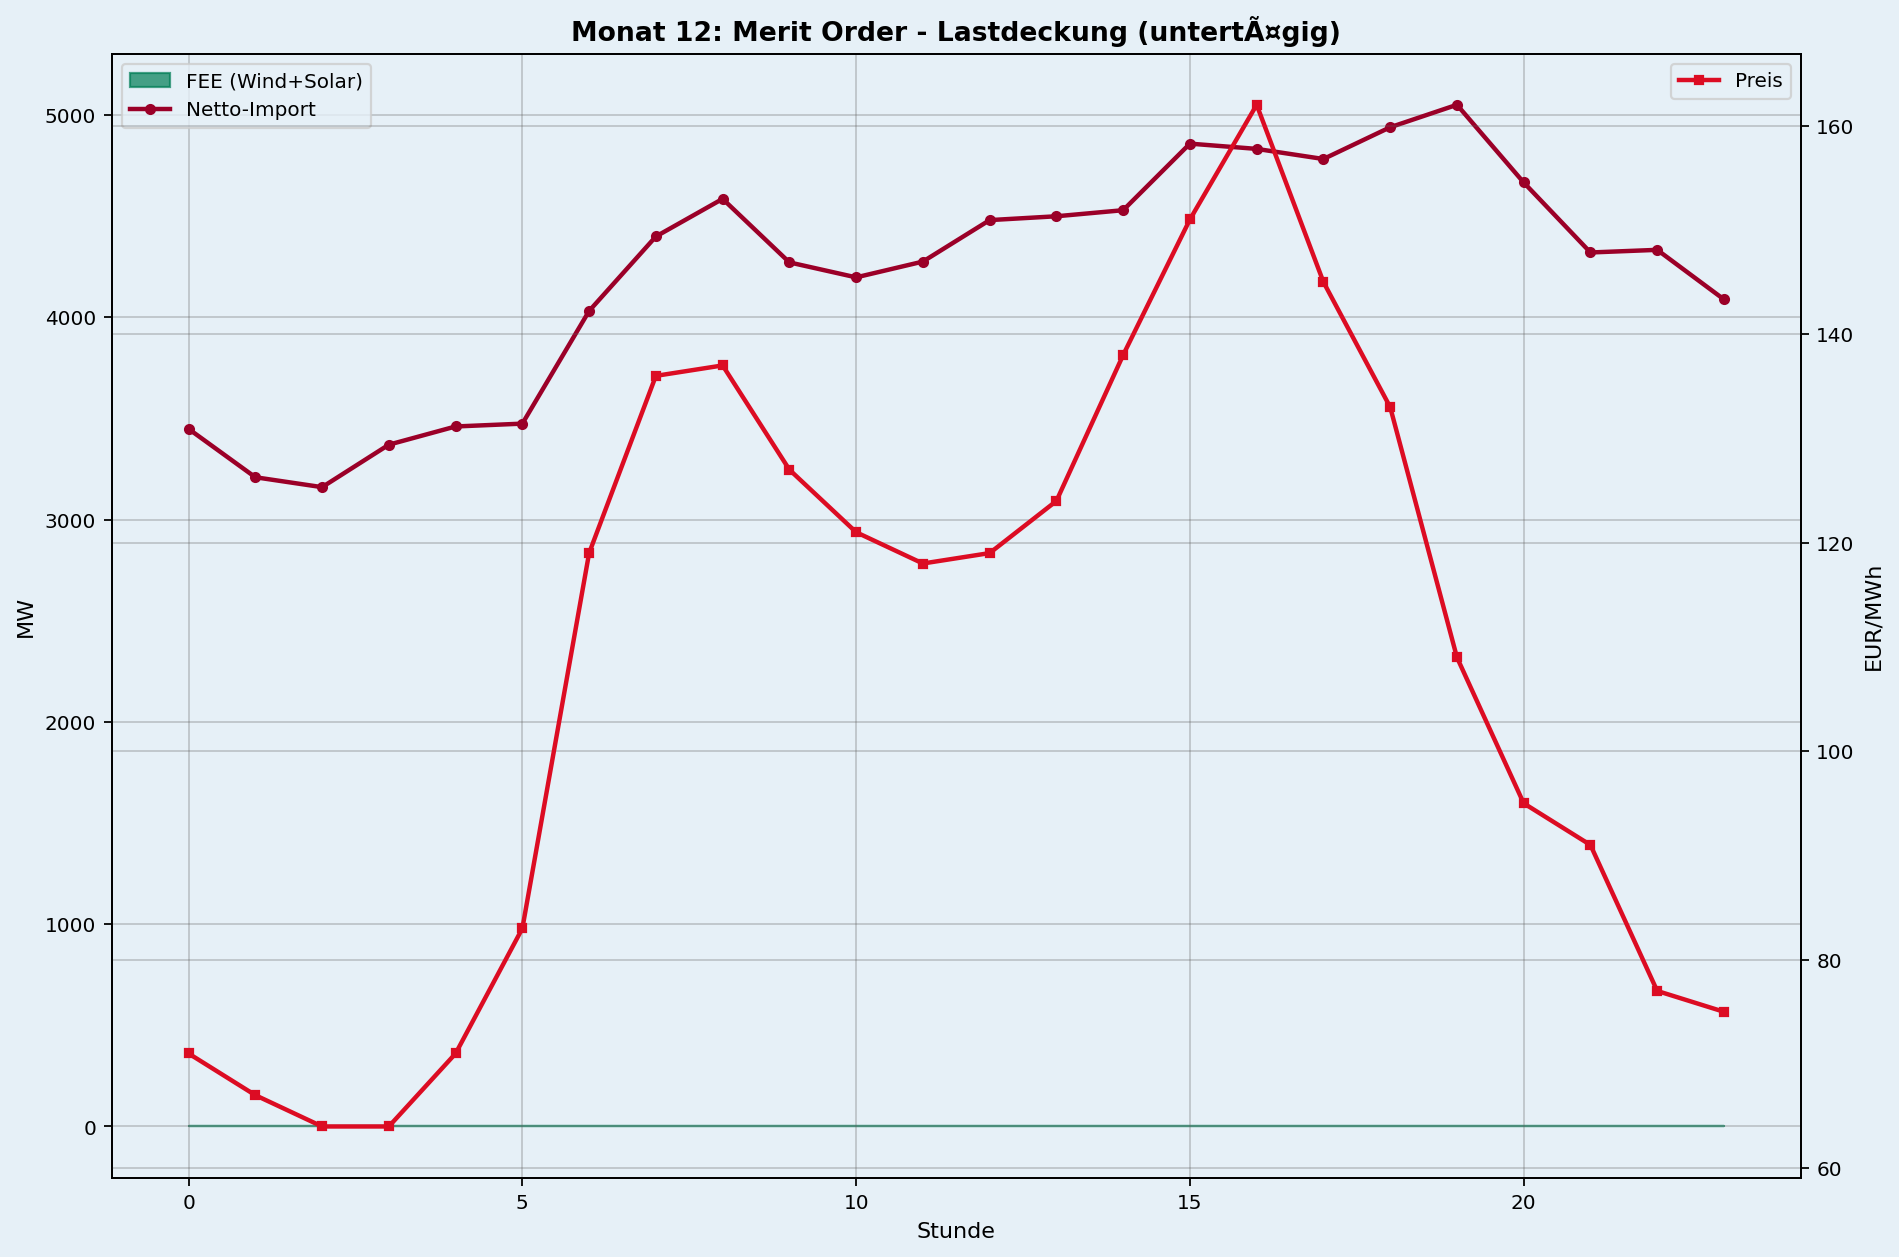 Monat 12: Merit Order - Lastdeckung (untertÃ¤gig)
FEE (Wind+Solar)
Netto-Import
Preis
5000
4000
3000
2000
1000
0
MW
160
140
120
100
80
60
EUR/MWh
0 5 10 15 20
Stunde